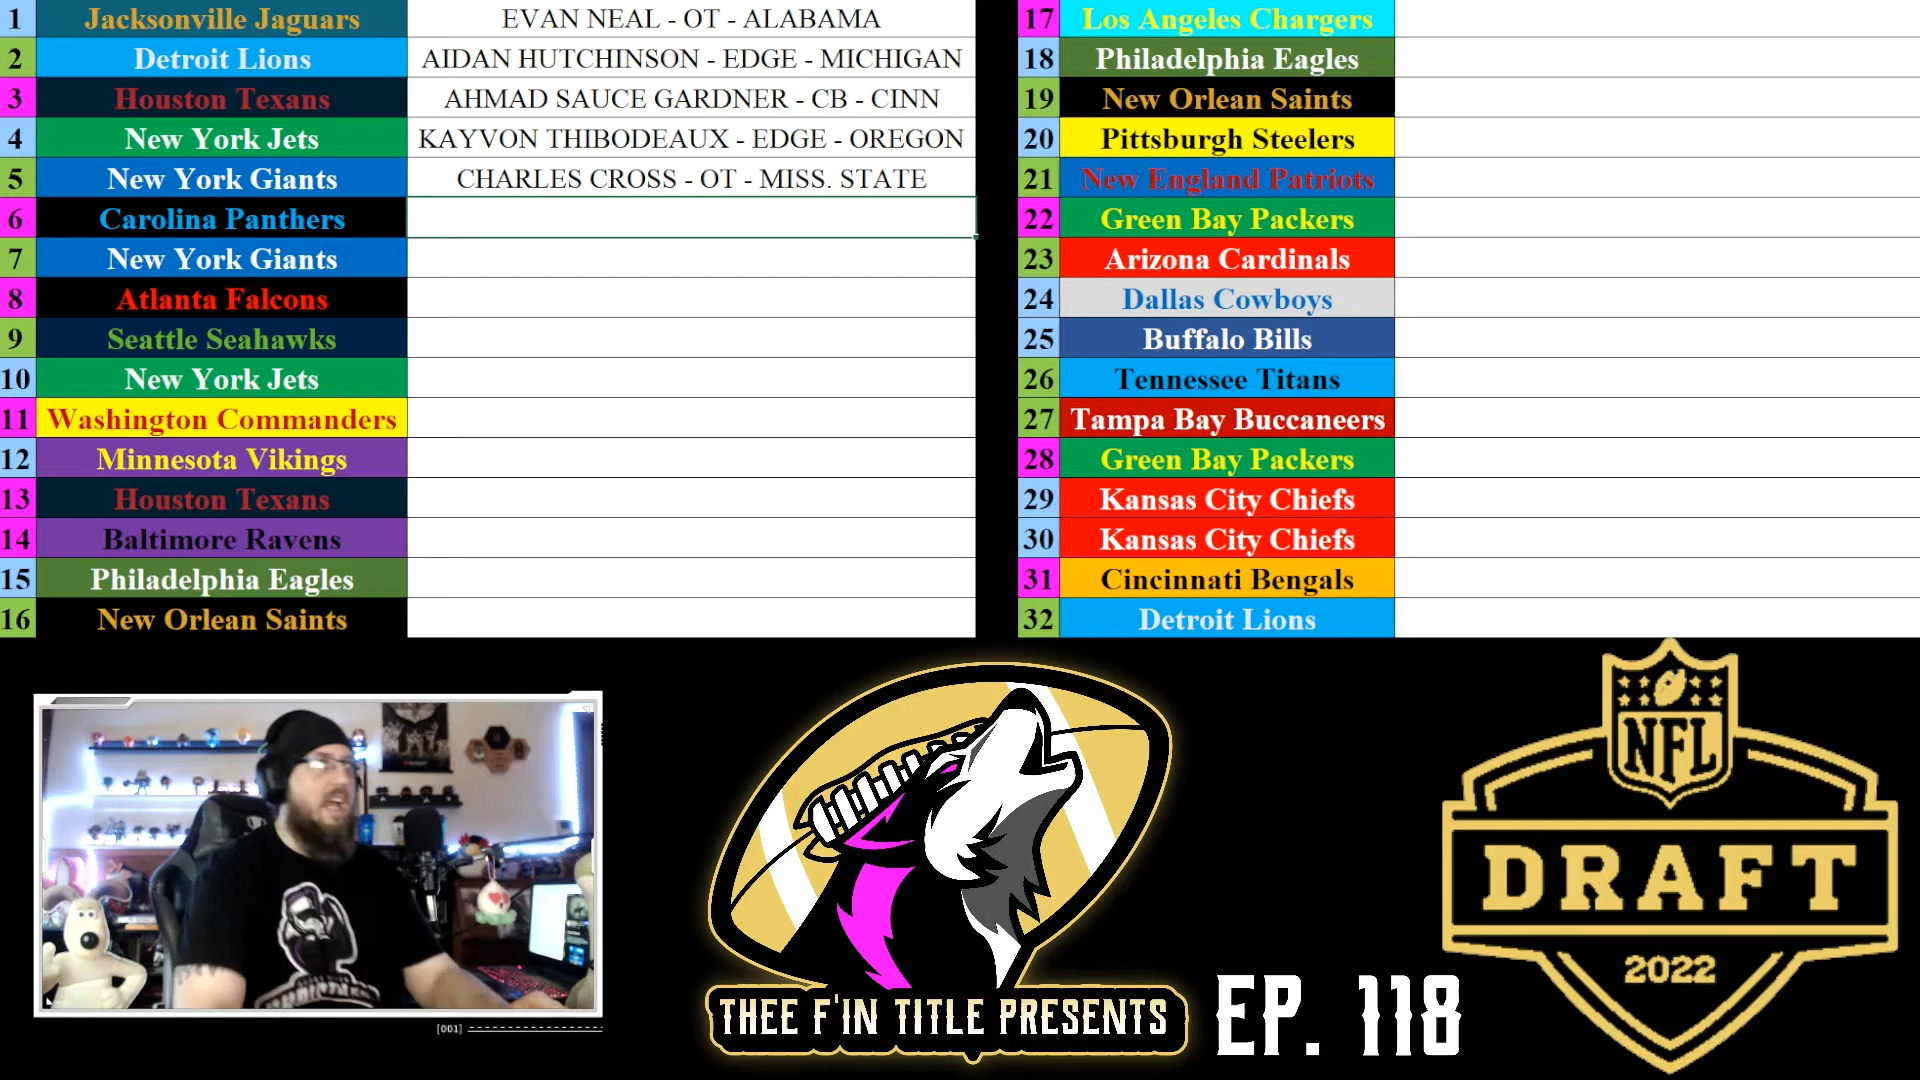 1 Jacksonville Jaguars EVAN NEAL - OT - ALABAMA
2 Detroit Lions AIDAN HUTCHINSON - EDGE - MICHIGAN
3 Houston Texans AHMAD SAUCE GARDNER - CB - CINN
4 New York Jets KAYVON THIBODEAUX - EDGE - OREGON
5 New York Giants CHARLES CROSS - OT - MISS. STATE
6 Carolina Panthers
7 New York Giants
8 Atlanta Falcons
9 Seattle Seahawks
10 New York Jets
11 Washington Commanders
12 Minnesota Vikings
13 Houston Texans
14 Baltimore Ravens
15 Philadelphia Eagles
16 New Orlean Saints
17 Los Angeles Chargers
18 Philadelphia Eagles
19 New Orlean Saints
20 Pittsburgh Steelers
21 New England Patriots
22 Green Bay Packers
23 Arizona Cardinals
24 Dallas Cowboys
25 Buffalo Bills
26 Tennessee Titans
27 Tampa Bay Buccaneers
28 Green Bay Packers
29 Kansas City Chiefs
30 Kansas City Chiefs
31 Cincinnati Bengals
32 Detroit Lions
[001]
THEE F'IN TITLE PRESENTS
EP. 118
NFL
DRAFT
2022